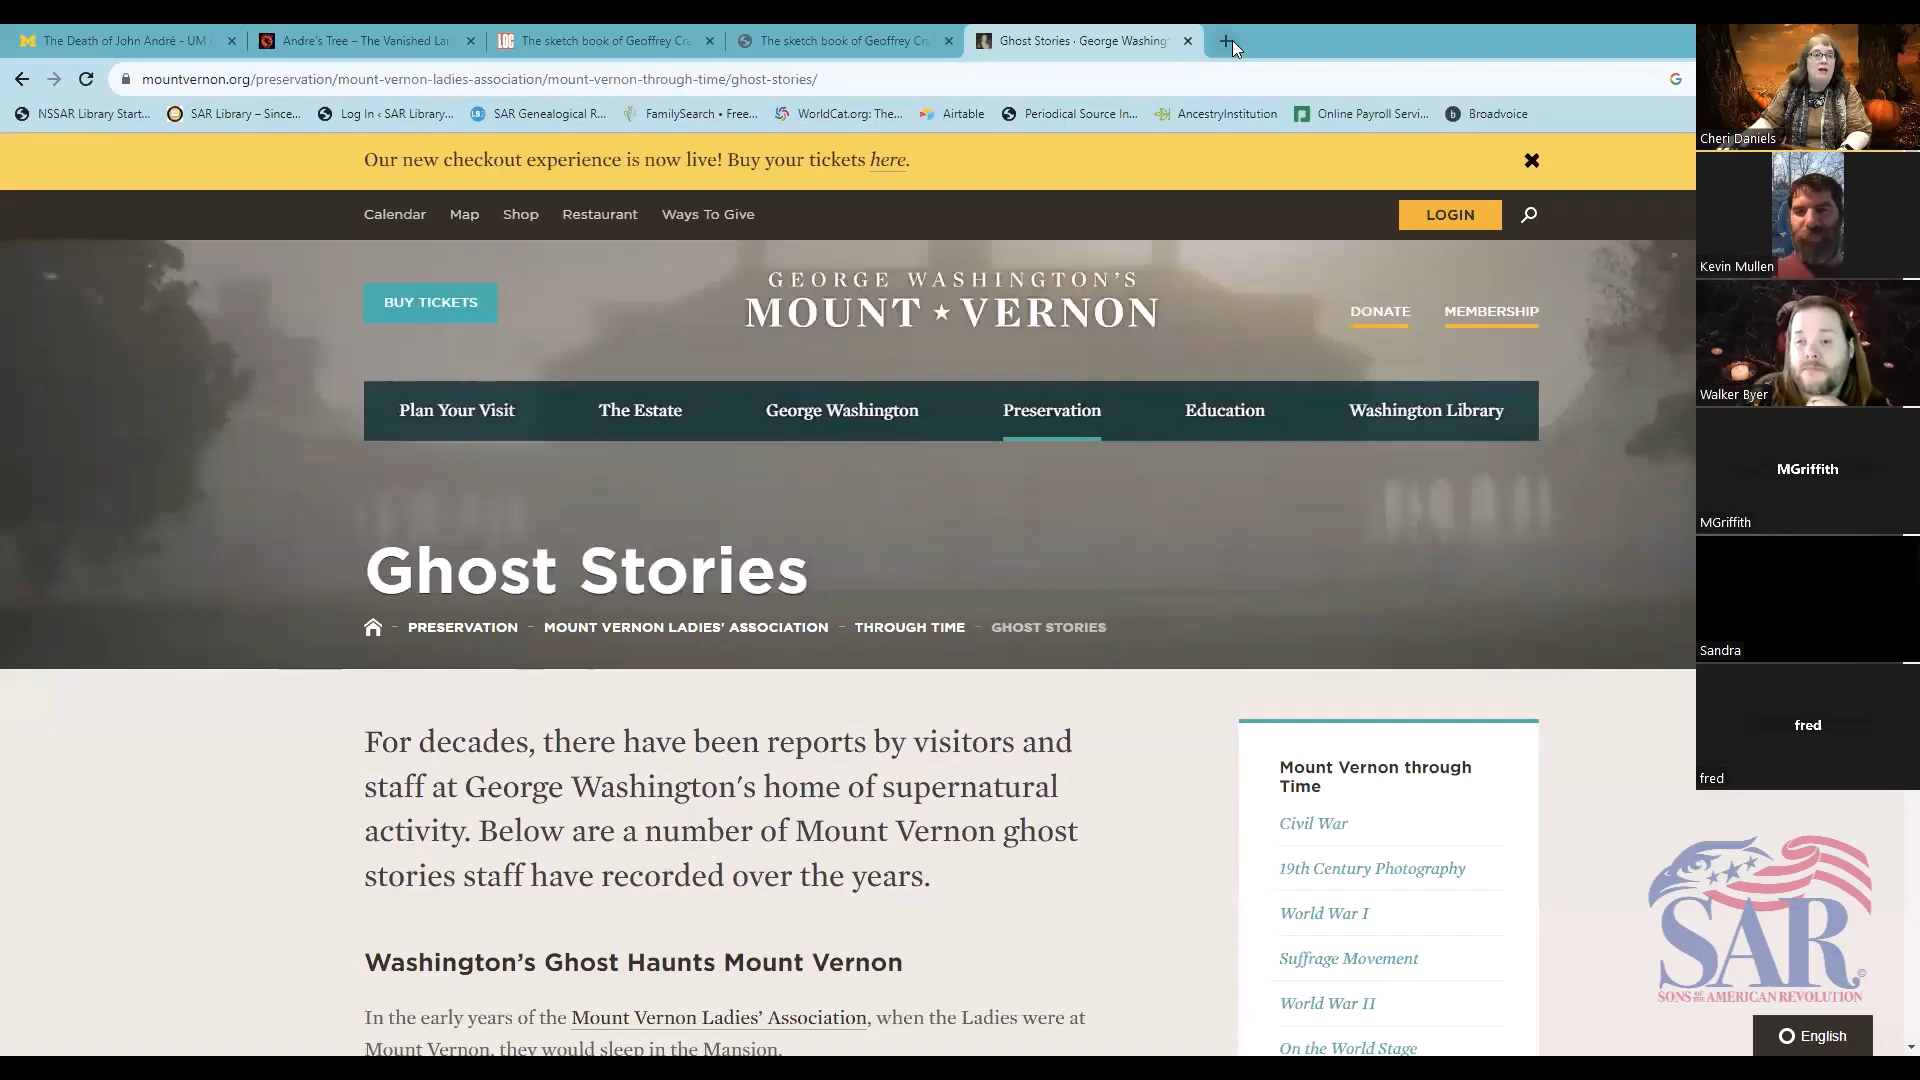 The Death of John André - UM
Andre's Tree – The Vanished La
The sketch book of Geoffrey Cra
The sketch book of Geoffrey Cra
Ghost Stories · George Washing
mountvernon.org/preservation/mount-vernon-ladies-association/mount-vernon-through-time/ghost-stories/
NSSAR Library Start...
SAR Library – Since...
Log In ‹ SAR Library...
SAR Genealogical R...
FamilySearch • Free...
WorldCat.org: The...
Airtable
Periodical Source In...
AncestryInstitution
Online Payroll Servi...
Broadvoice
Our new checkout experience is now live! Buy your tickets here.
Calendar
Map
Shop
Restaurant
Ways To Give
LOGIN
BUY TICKETS
GEORGE WASHINGTON'S
MOUNT ★ VERNON
DONATE
MEMBERSHIP
Plan Your Visit
The Estate
George Washington
Preservation
Education
Washington Library
Ghost Stories
PRESERVATION – MOUNT VERNON LADIES' ASSOCIATION – THROUGH TIME – GHOST STORIES
For decades, there have been reports by visitors and
staff at George Washington's home of supernatural
activity. Below are a number of Mount Vernon ghost
stories staff have recorded over the years.
Washington's Ghost Haunts Mount Vernon
In the early years of the Mount Vernon Ladies' Association, when the Ladies were at
Mount Vernon, they would sleep in the Mansion.
Mount Vernon through
Time
Civil War
19th Century Photography
World War I
Suffrage Movement
World War II
On the World Stage
Cheri Daniels
Kevin Mullen
Walker Byer
MGriffith
MGriffith
Sandra
fred
fred
SAR
SONS OF THE AMERICAN REVOLUTION
English